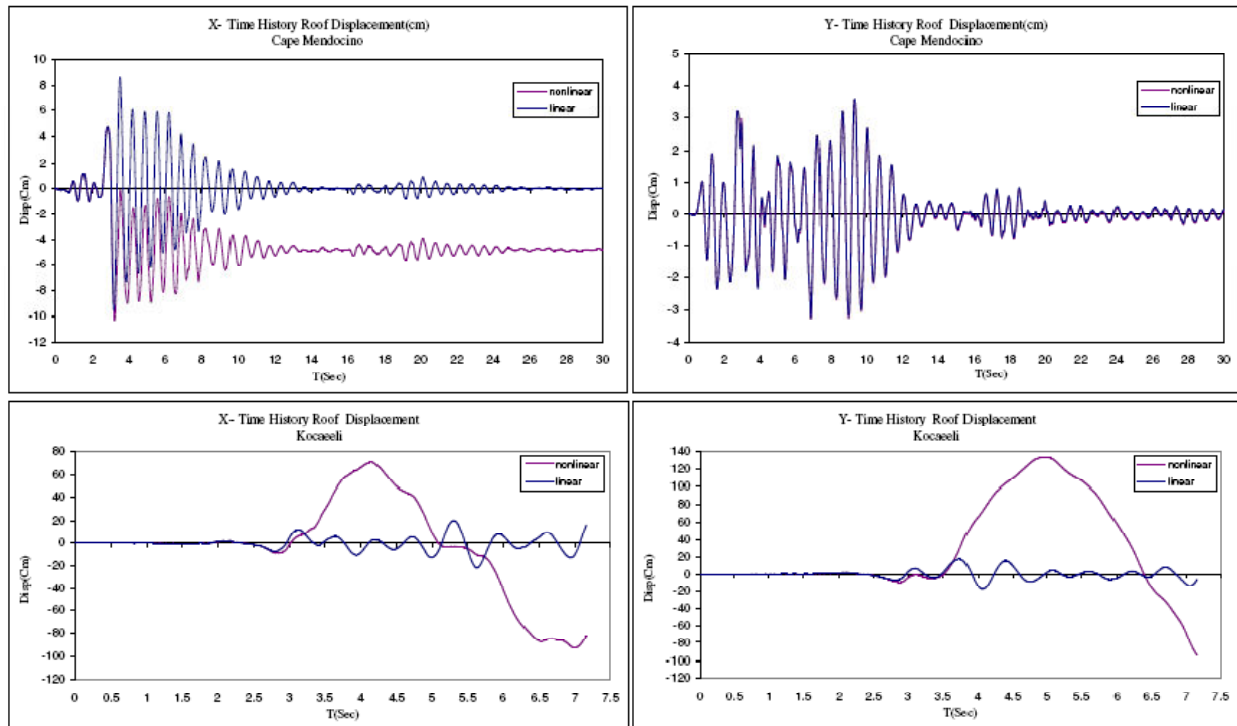 X- Time History Roof Displacement(cm)
Cape Mendocino
Disp(Cm)
10
8
6
4
2
0
-2
-4
-6
-8
-10
-12
0 2 4 6 8 10 12 14 16 18 20 22 24 26 28 30
T(Sec)
nonlinear
linear
Y- Time History Roof Displacement(cm)
Cape Mendocino
Disp(Cm)
5
4
3
2
1
0
-1
-2
-3
-4
0 2 4 6 8 10 12 14 16 18 20 22 24 26 28 30
T(Sec)
nonlinear
linear
X- Time History Roof Displacement
Kocaeeli
Disp(Cm)
80
60
40
20
0
-20
-40
-60
-80
-100
-120
0 0.5 1 1.5 2 2.5 3 3.5 4 4.5 5 5.5 6 6.5 7 7.5
T(Sec)
nonlinear
linear
Y- Time History Roof Displacement
Kocaeeli
Disp(Cm)
140
120
100
80
60
40
20
0
-20
-40
-60
-80
-100
-120
0 0.5 1 1.5 2 2.5 3 3.5 4 4.5 5 5.5 6 6.5 7 7.5
T(Sec)
nonlinear
linear